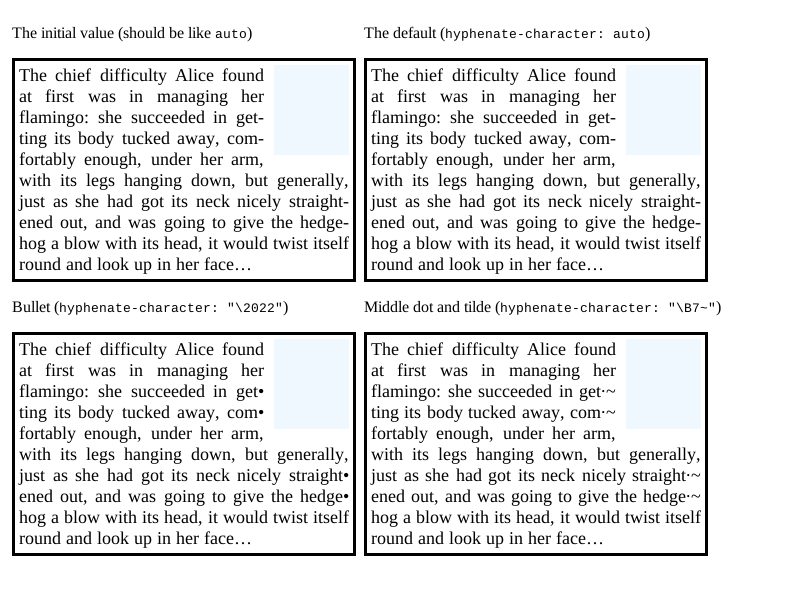 The initial value (should be like auto)
The chief difficulty Alice found
at first was in managing her
flamingo: she succeeded in get-
ting its body tucked away, com-
fortably enough, under her arm,
with its legs hanging down, but generally,
just as she had got its neck nicely straight-
ened out, and was going to give the hedge-
hog a blow with its head, it would twist itself
round and look up in her face…
The default (hyphenate-character: auto)
The chief difficulty Alice found
at first was in managing her
flamingo: she succeeded in get-
ting its body tucked away, com-
fortably enough, under her arm,
with its legs hanging down, but generally,
just as she had got its neck nicely straight-
ened out, and was going to give the hedge-
hog a blow with its head, it would twist itself
round and look up in her face…
Bullet (hyphenate-character: "\2022")
The chief difficulty Alice found
at first was in managing her
flamingo: she succeeded in get•
ting its body tucked away, com•
fortably enough, under her arm,
with its legs hanging down, but generally,
just as she had got its neck nicely straight•
ened out, and was going to give the hedge•
hog a blow with its head, it would twist itself
round and look up in her face…
Middle dot and tilde (hyphenate-character: "\B7~")
The chief difficulty Alice found
at first was in managing her
flamingo: she succeeded in get·~
ting its body tucked away, com·~
fortably enough, under her arm,
with its legs hanging down, but generally,
just as she had got its neck nicely straight·~
ened out, and was going to give the hedge·~
hog a blow with its head, it would twist itself
round and look up in her face…